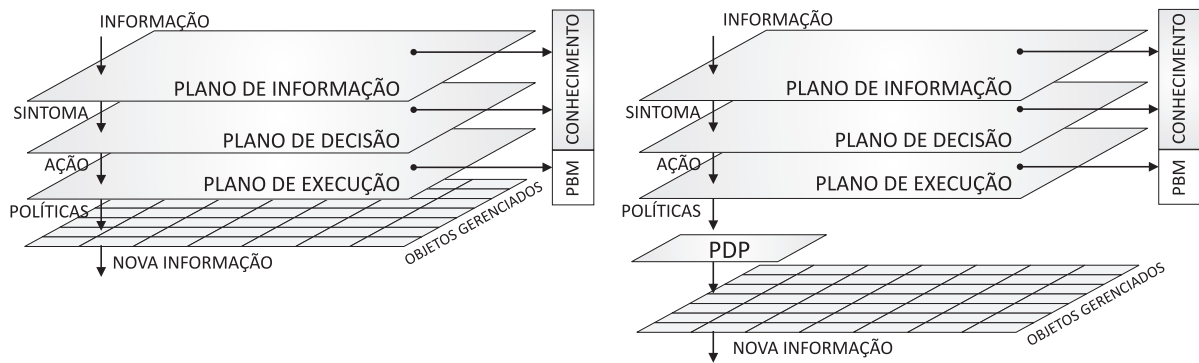 INFORMAÇÃO
PLANO DE INFORMAÇÃO
SINTOMA
PLANO DE DECISÃO
AÇÃO
PLANO DE EXECUÇÃO
POLÍTICAS
OBJETOS GERENCIADOS
NOVA INFORMAÇÃO
CONHECIMENTO
PBM
INFORMAÇÃO
PLANO DE INFORMAÇÃO
SINTOMA
PLANO DE DECISÃO
AÇÃO
PLANO DE EXECUÇÃO
POLÍTICAS
PDP
OBJETOS GERENCIADOS
NOVA INFORMAÇÃO
CONHECIMENTO
PBM